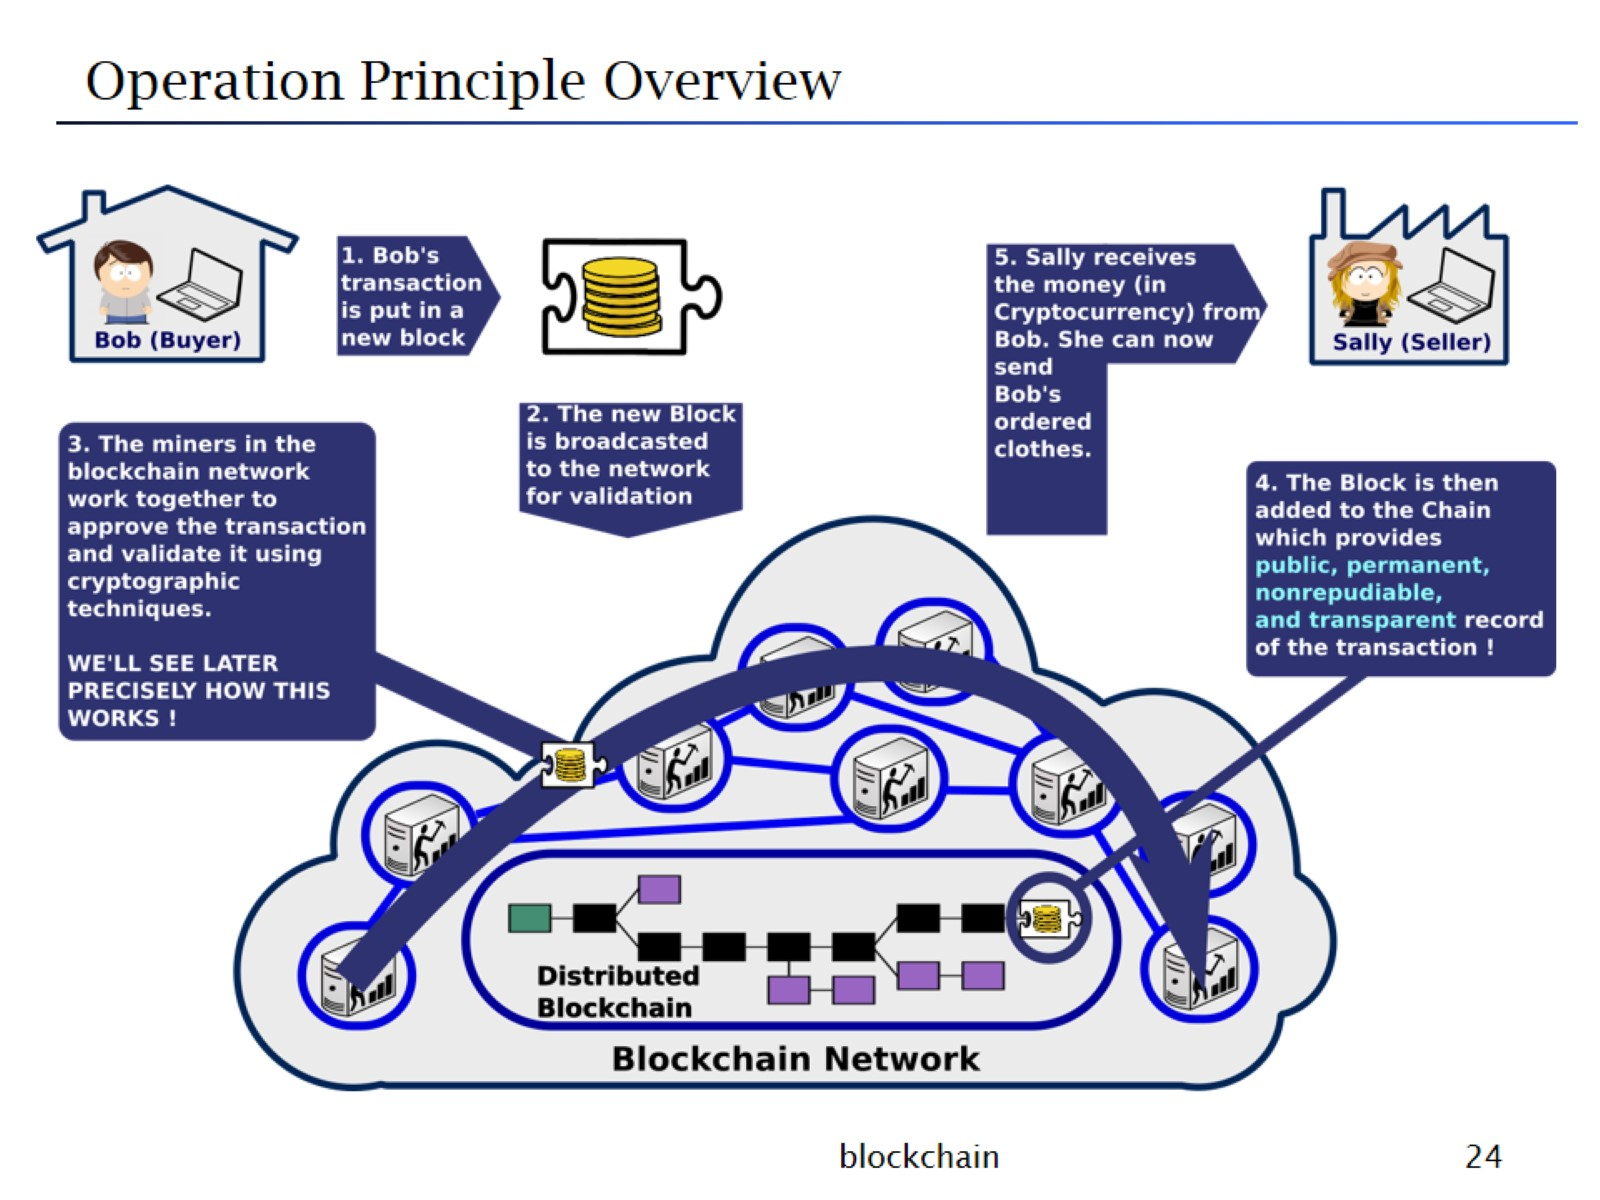 Operation Principle Overview
Bob (Buyer)
1. Bob's
transaction
is put in a
new block
2. The new Block
is broadcasted
to the network
for validation
3. The miners in the
blockchain network
work together to
approve the transaction
and validate it using
cryptographic
techniques.
WE'LL SEE LATER
PRECISELY HOW THIS
WORKS !
4. The Block is then
added to the Chain
which provides
public, permanent,
nonrepudiable,
and transparent record
of the transaction !
5. Sally receives
the money (in
Cryptocurrency) from
Bob. She can now
send
Bob's
ordered
clothes.
Sally (Seller)
Distributed
Blockchain
Blockchain Network
blockchain
24